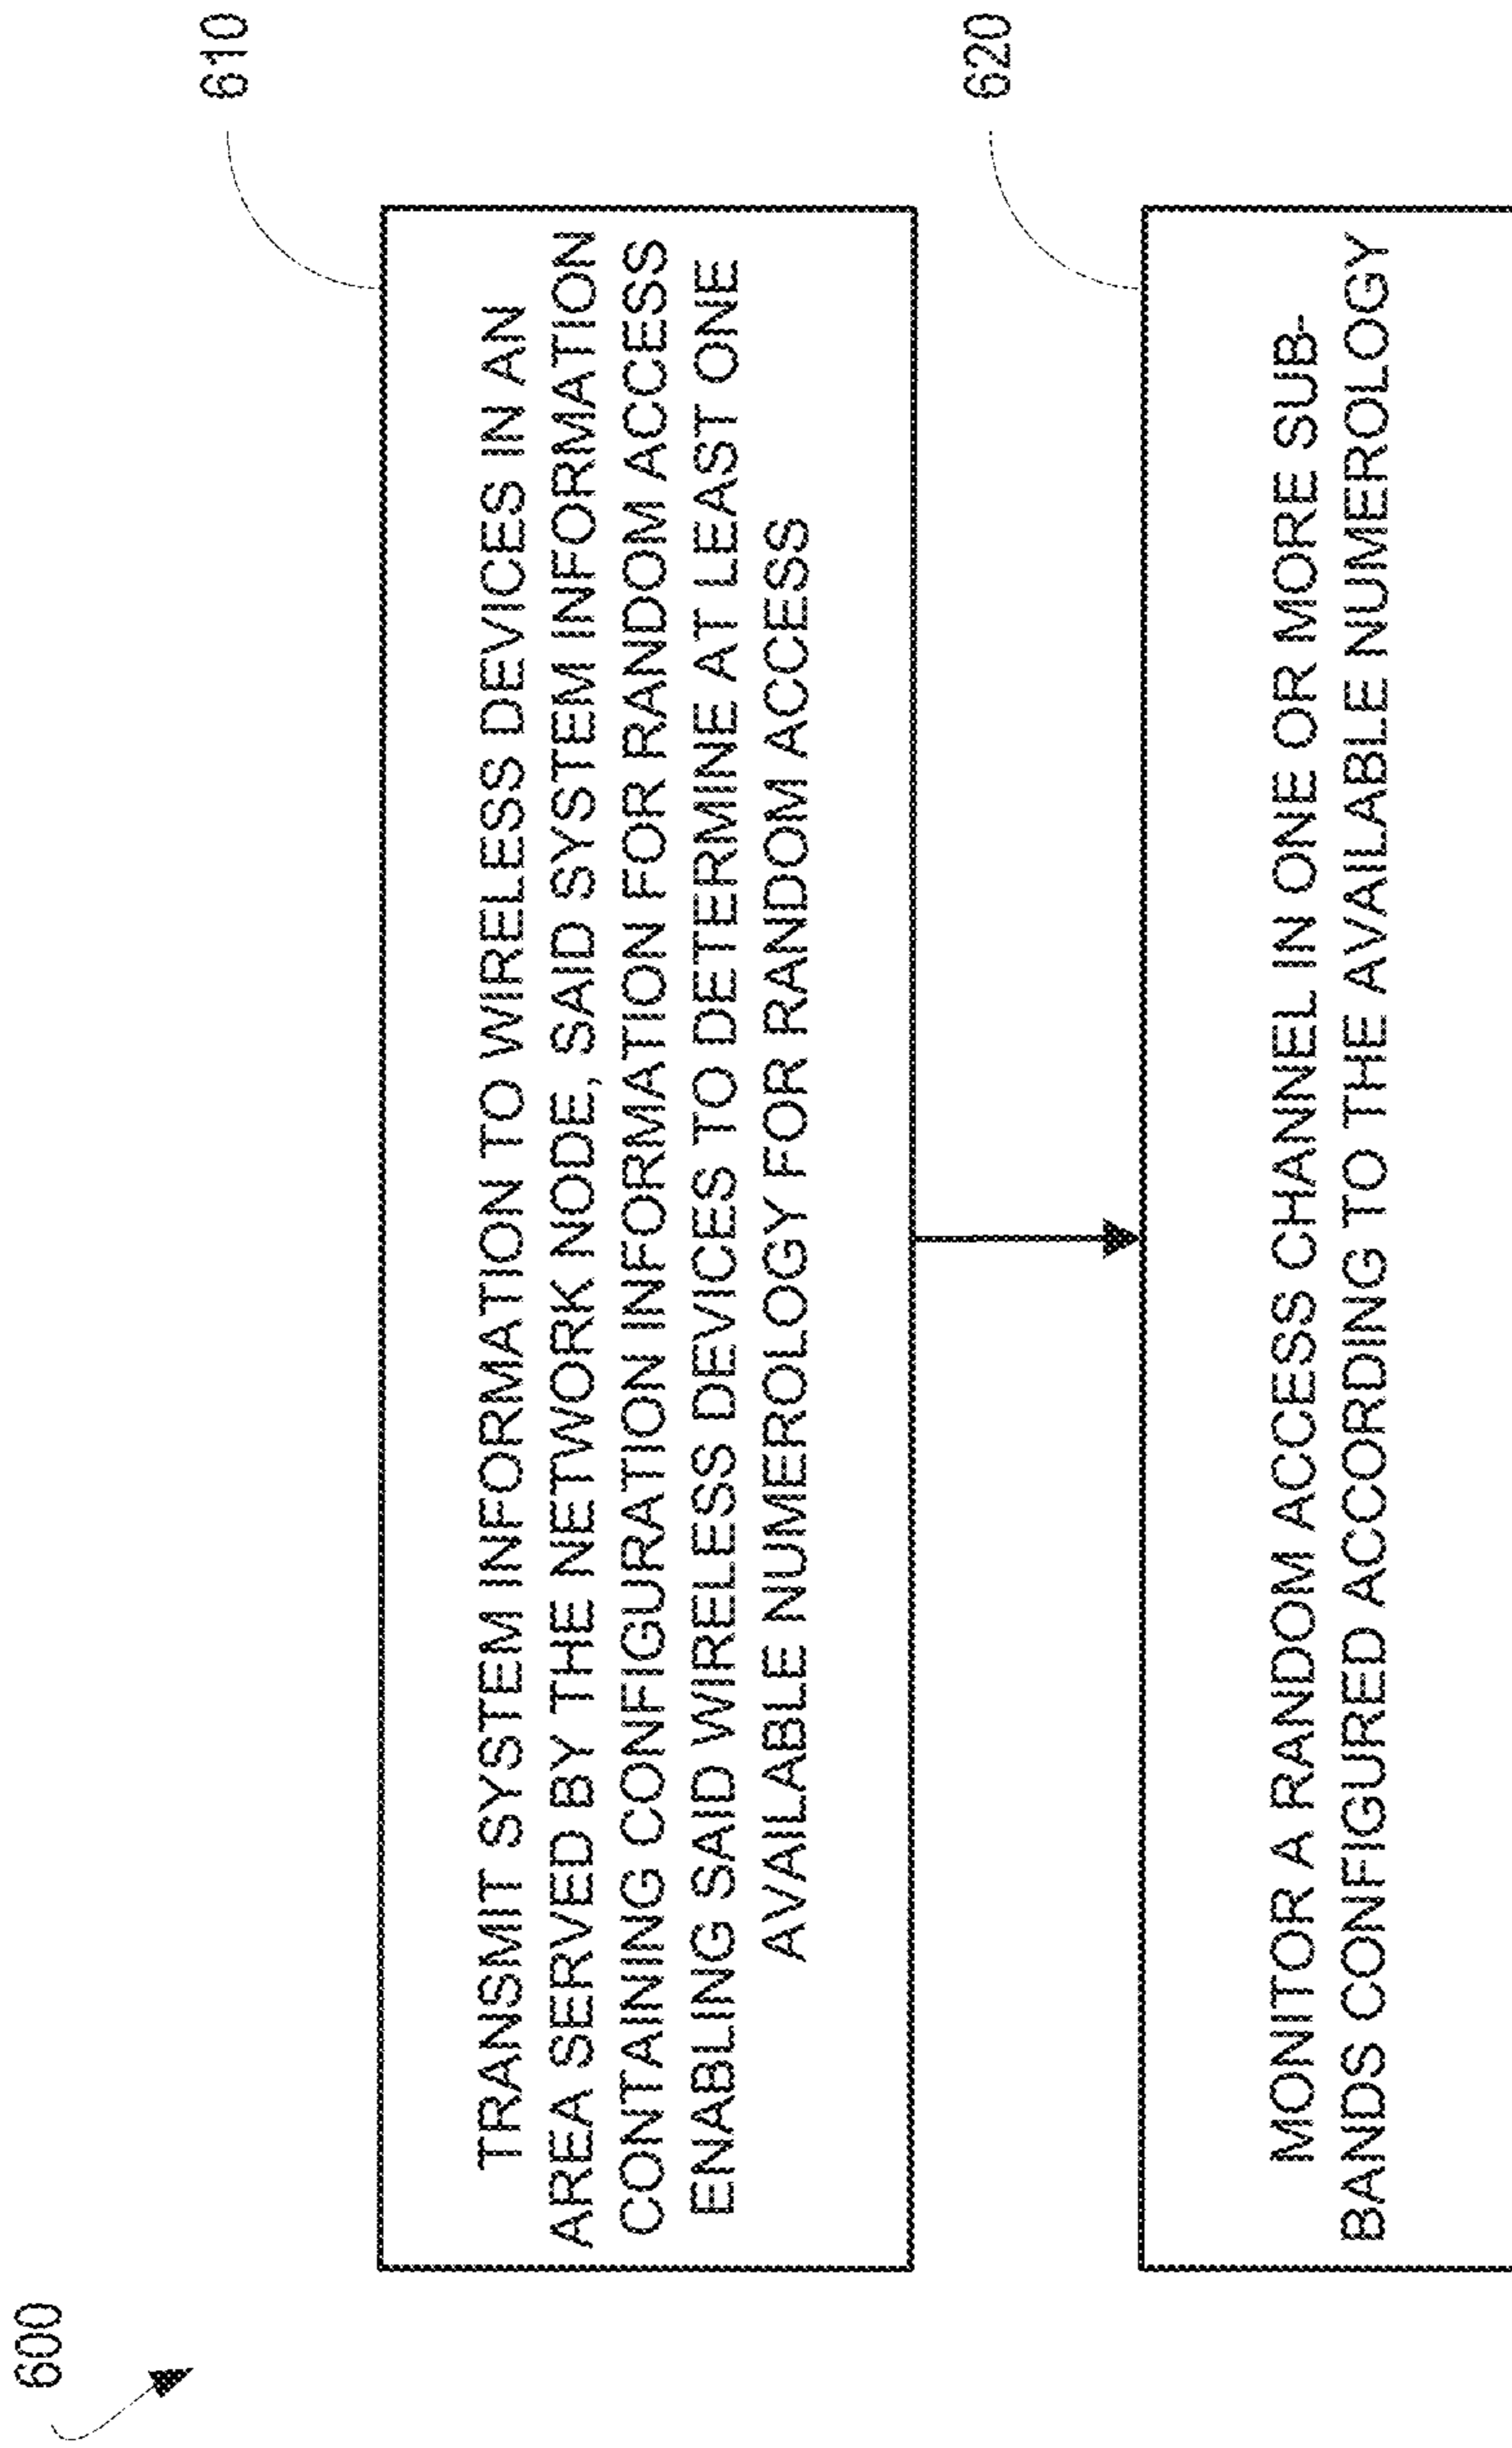 600
610
TRANSMIT SYSTEM INFORMATION TO WIRELESS DEVICES IN AN
AREA SERVED BY THE NETWORK NODE, SAID SYSTEM INFORMATION
CONTAINING CONFIGURATION INFORMATION FOR RANDOM ACCESS
ENABLING SAID WIRELESS DEVICES TO DETERMINE AT LEAST ONE
AVAILABLE NUMEROLOGY FOR RANDOM ACCESS
620
MONITOR A RANDOM ACCESS CHANNEL IN ONE OR MORE SUB-
BANDS CONFIGURED ACCORDING TO THE AVAILABLE NUMEROLOGY